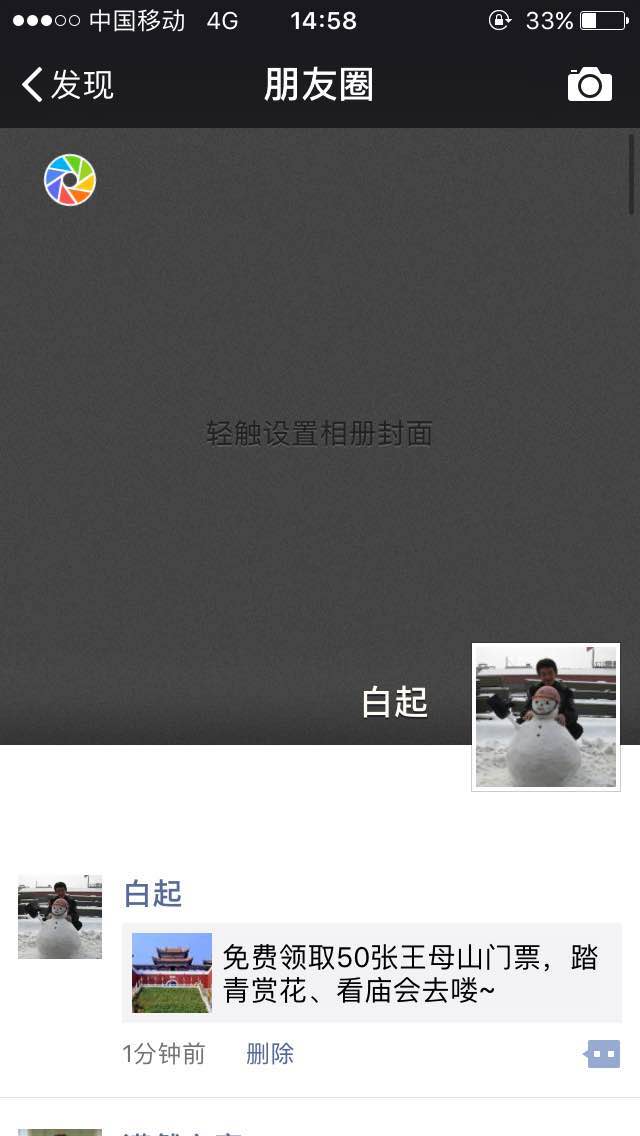 中国移动 4G 14:58 33%
发现 朋友圈
轻触设置相册封面
白起
白起
免费领取50张王母山门票，踏
青赏花、看庙会去喽~
1分钟前 删除